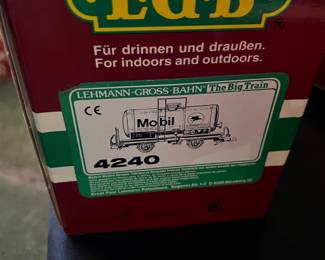 LGB
Für drinnen und draußen.
For indoors and outdoors.
LEHMANN-GROSS-BAHN The Big Train
CE
Mobil
4240